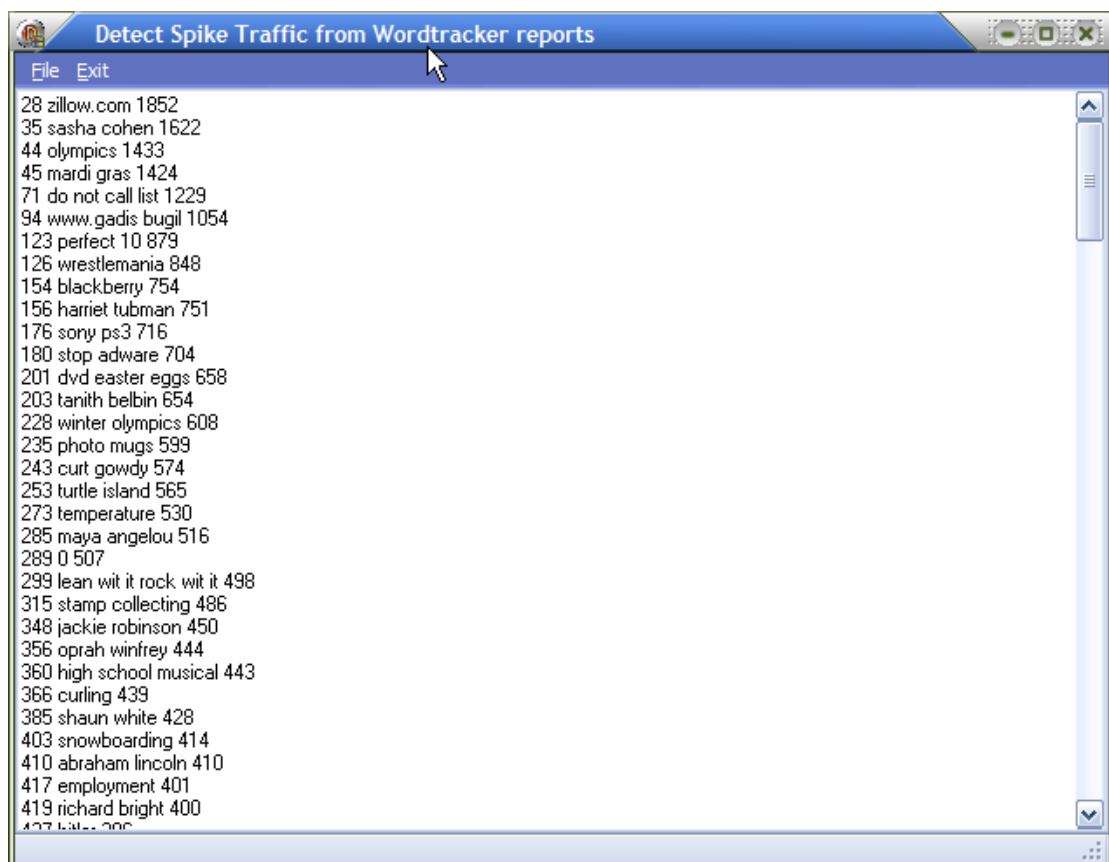 Detect Spike Traffic from Wordtracker reports
File Exit
28 zillow.com 1852
35 sasha cohen 1622
44 olympics 1433
45 mardi gras 1424
71 do not call list 1229
94 www.gadis bugil 1054
123 perfect 10 879
126 wrestlemania 848
154 blackberry 754
156 harriet tubman 751
176 sony ps3 716
180 stop adware 704
201 dvd easter eggs 658
203 tanith belbin 654
228 winter olympics 608
235 photo mugs 599
243 curt gowdy 574
253 turtle island 565
273 temperature 530
285 maya angelou 516
289 0 507
299 lean wit it rock wit it 498
315 stamp collecting 486
348 jackie robinson 450
356 oprah winfrey 444
360 high school musical 443
366 curling 439
385 shaun white 428
403 snowboarding 414
410 abraham lincoln 410
417 employment 401
419 richard bright 400